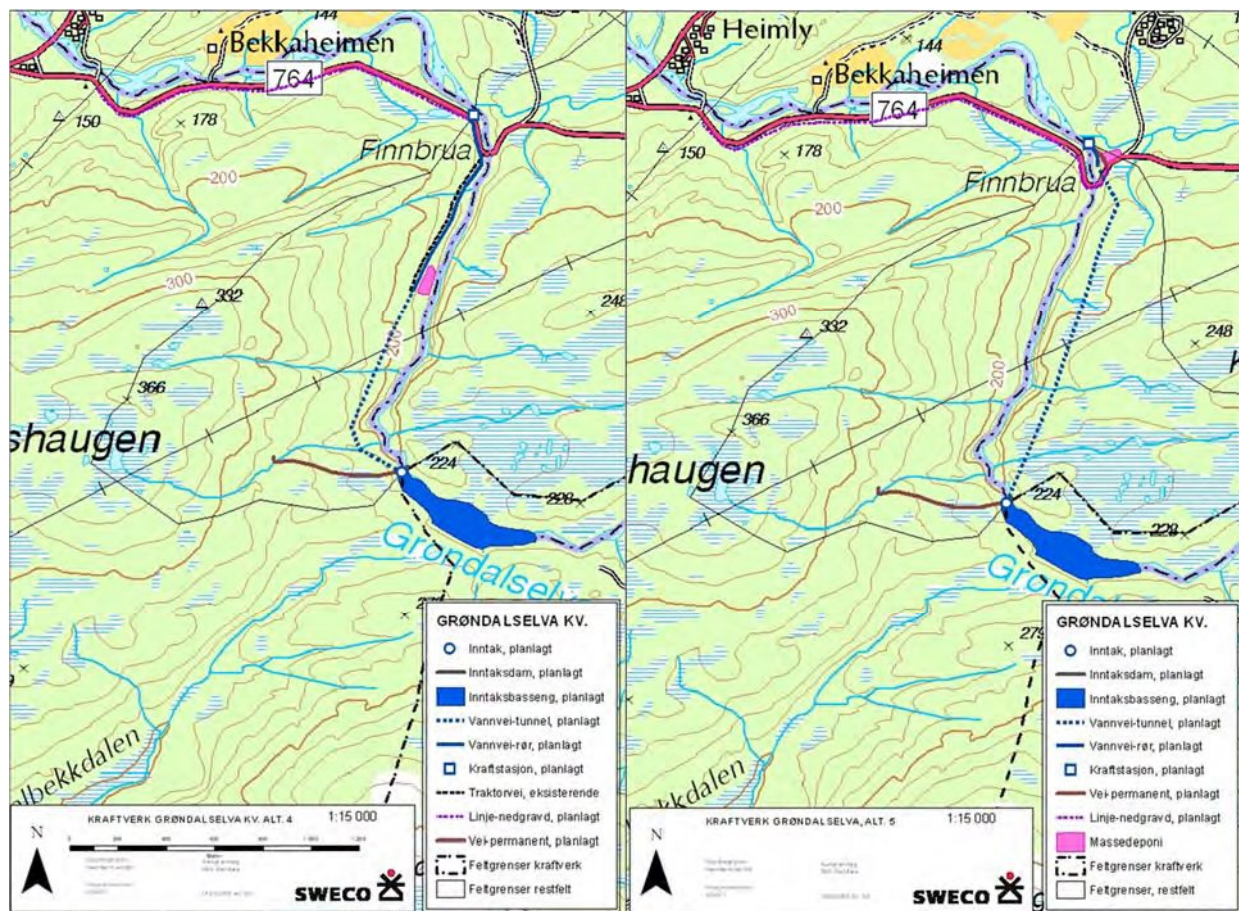 144
Bekkaheimen
764
150
178
Finnbrua
200
300
332
248
200
366
shaugen
224
228
Grøndalselva
GRØNDALSELVA KV.
Inntak, planlagt
Inntaksdam, planlagt
Inntaksbasseng, planlagt
Vannvei-tunnel, planlagt
Vannvei-rør, planlagt
Kraftstasjon, planlagt
Traktorvei, eksisterende
Linje-nedgravd, planlagt
Vei-permanent, planlagt
Feltgrenser kraftverk
Feltgrenser, restfelt
albekkdalen
N
KRAFTVERK GRØNDALSELVA KV. ALT. 4
1:15 000
SWECO
Heimly
144
Bekkaheimen
764
150
178
Finnbrua
200
300
332
248
200
366
haugen
224
228
279
GRØNDALSELVA KV.
Inntak, planlagt
Inntaksdam, planlagt
Inntaksbasseng, planlagt
Vannvei-tunnel, planlagt
Vannvei-rør, planlagt
Kraftstasjon, planlagt
Vei-permanent, planlagt
Linje-nedgravd, planlagt
Massedeponi
Feltgrenser kraftverk
Feltgrenser, restfelt
ekkdalen
N
KRAFTVERK GRØNDALSELVA, ALT. 5
1:15 000
SWECO